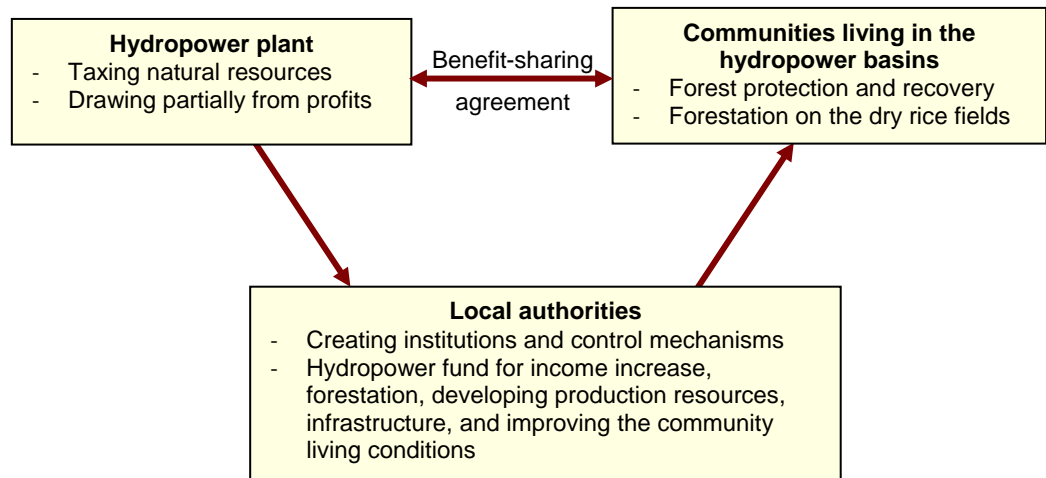 Hydropower plant
- Taxing natural resources
- Drawing partially from profits
Benefit-sharing
agreement
Communities living in the
hydropower basins
- Forest protection and recovery
- Forestation on the dry rice fields
Local authorities
- Creating institutions and control mechanisms
- Hydropower fund for income increase,
forestation, developing production resources,
infrastructure, and improving the community
living conditions